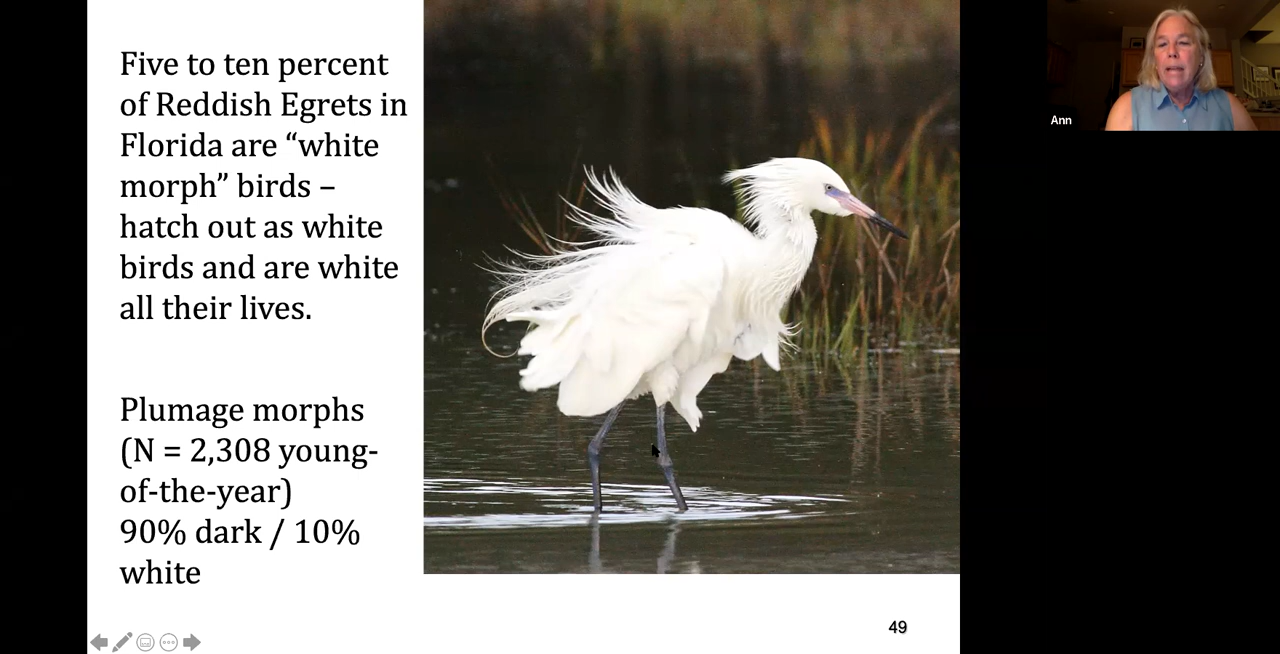 Five to ten percent
of Reddish Egrets in
Florida are “white
morph” birds –
hatch out as white
birds and are white
all their lives.
Plumage morphs
(N = 2,308 young-
of-the-year)
90% dark / 10%
white
49
Ann